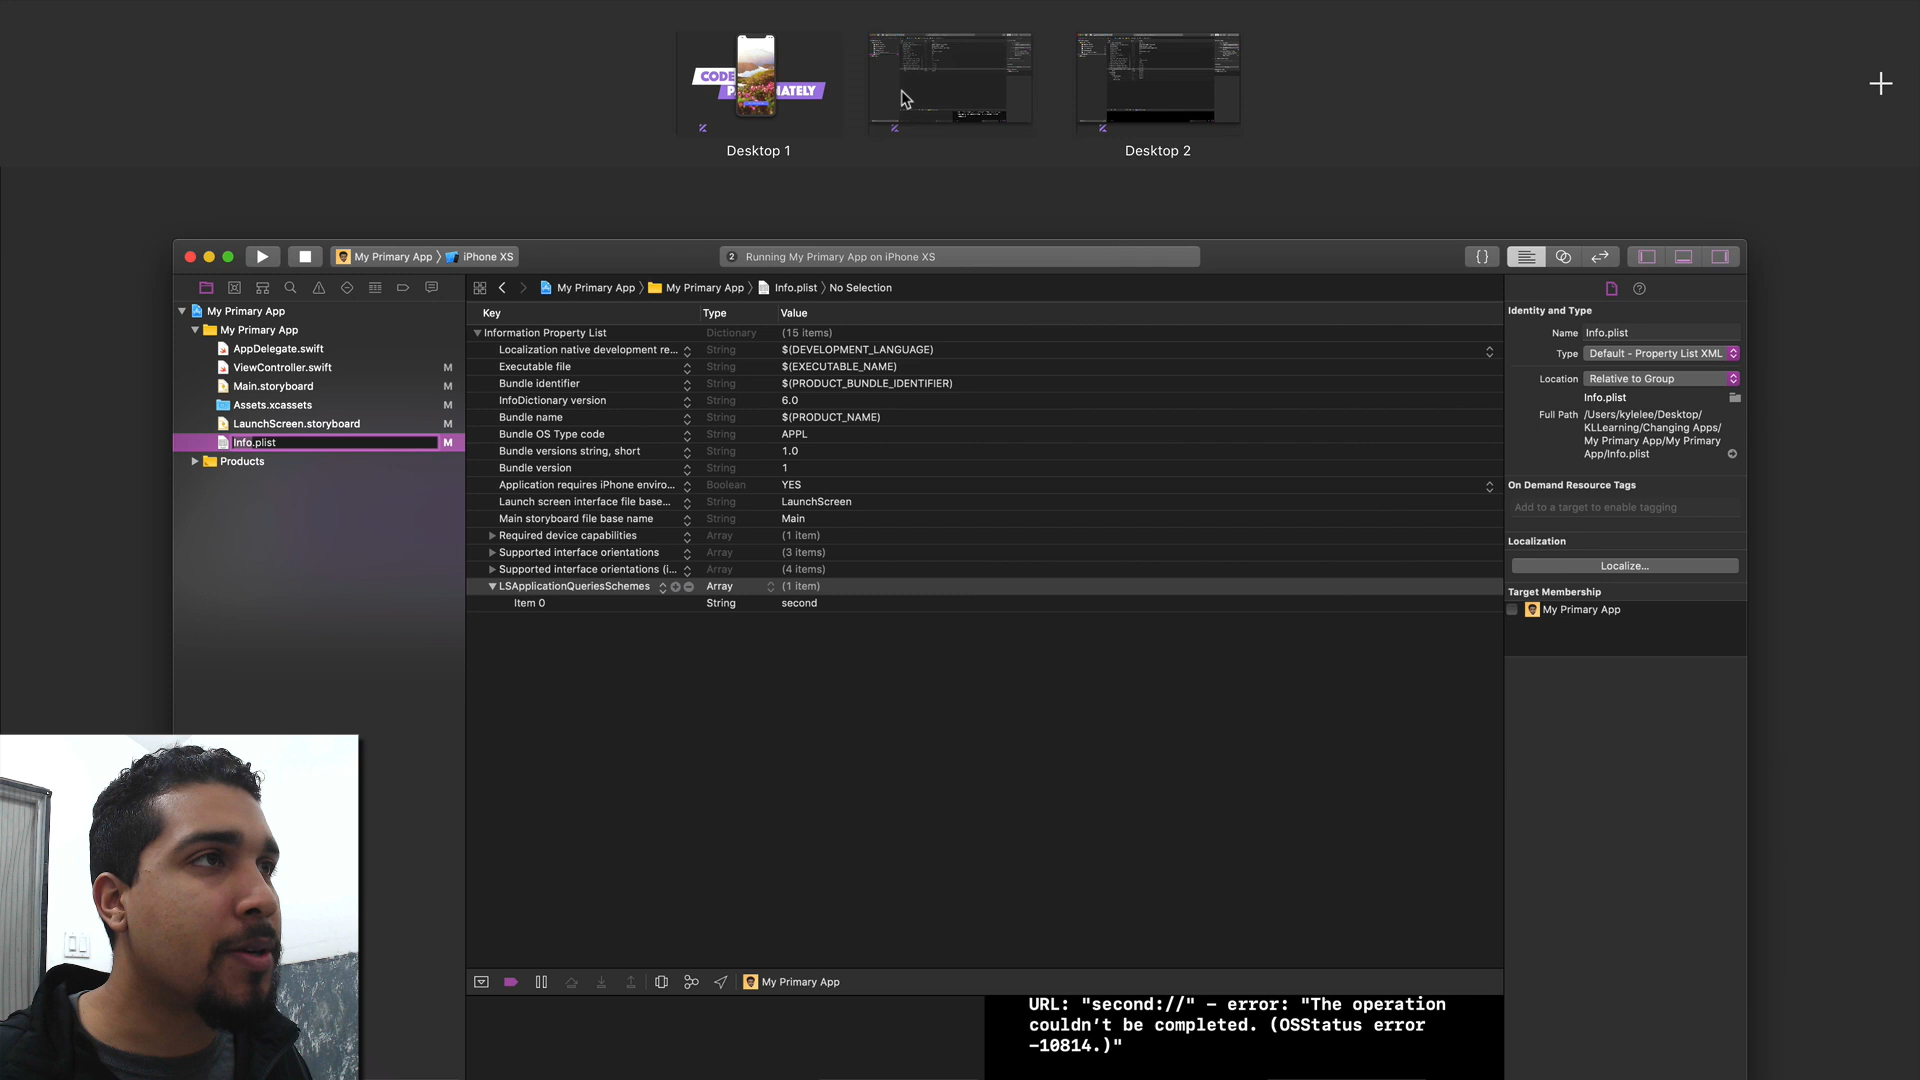 CODE
P
NATELY
Desktop 1
Desktop 2
My Primary App
iPhone XS
2
Running My Primary App on iPhone XS
{}
My Primary App
My Primary App
Info.plist
No Selection
My Primary App
My Primary App
AppDelegate.swift
ViewController.swift M
Main.storyboard M
Assets.xcassets M
LaunchScreen.storyboard M
Info.plist M
Products
Key Type Value
Information Property List Dictionary (15 items)
Localization native development re... String $(DEVELOPMENT_LANGUAGE)
Executable file String $(EXECUTABLE_NAME)
Bundle identifier String $(PRODUCT_BUNDLE_IDENTIFIER)
InfoDictionary version String 6.0
Bundle name String $(PRODUCT_NAME)
Bundle OS Type code String APPL
Bundle versions string, short String 1.0
Bundle version String 1
Application requires iPhone enviro... Boolean YES
Launch screen interface file base... String LaunchScreen
Main storyboard file base name String Main
Required device capabilities Array (1 item)
Supported interface orientations Array (3 items)
Supported interface orientations (i... Array (4 items)
LSApplicationQueriesSchemes Array (1 item)
Item 0 String second
Identity and Type
Name Info.plist
Type Default - Property List XML
Location Relative to Group
Info.plist
Full Path /Users/kylelee/Desktop/
KLLearning/Changing Apps/
My Primary App/My Primary
App/Info.plist
On Demand Resource Tags
Add to a target to enable tagging
Localization
Localize...
Target Membership
My Primary App
My Primary App
URL: "second://" – error: "The operation
couldn’t be completed. (OSStatus error
-10814.)"